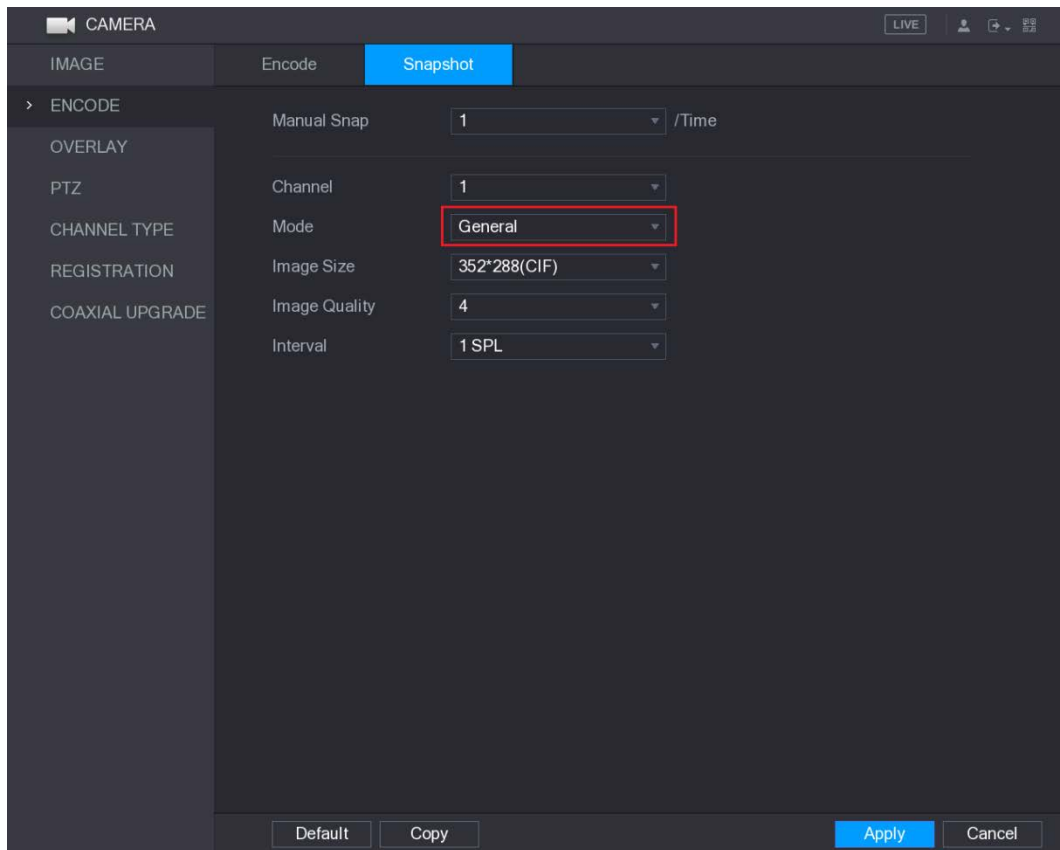 CAMERA
LIVE
IMAGE
Encode
Snapshot
ENCODE
Manual Snap 1 /Time
OVERLAY
PTZ
Channel 1
CHANNEL TYPE
Mode General
REGISTRATION
Image Size 352*288(CIF)
COAXIAL UPGRADE
Image Quality 4
Interval 1 SPL
Default
Copy
Apply
Cancel